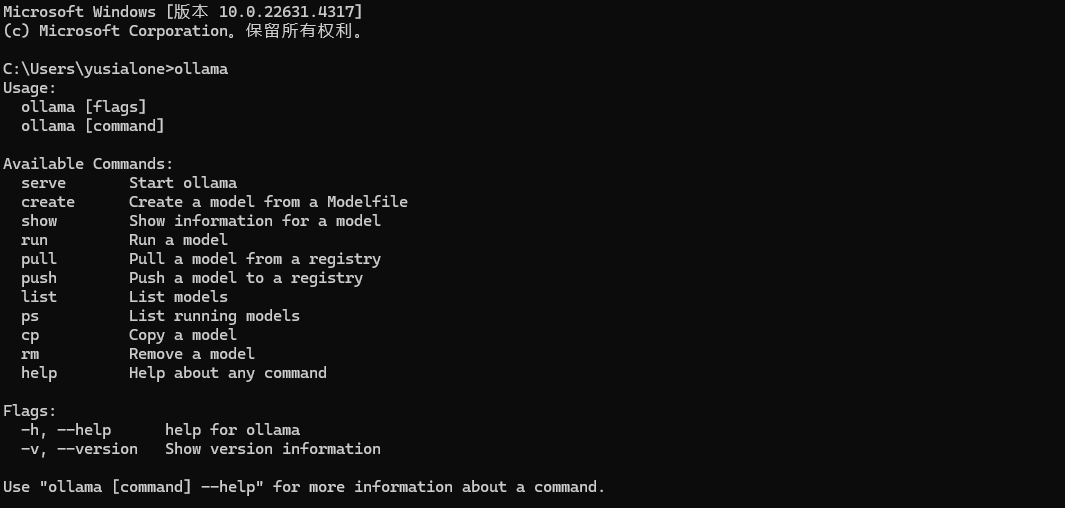 Microsoft Windows [版本 10.0.22631.4317]
(c) Microsoft Corporation。保留所有权利。
C:\Users\yusialone>ollama
Usage:
  ollama [flags]
  ollama [command]
Available Commands:
  serve       Start ollama
  create      Create a model from a Modelfile
  show        Show information for a model
  run         Run a model
  pull        Pull a model from a registry
  push        Push a model to a registry
  list        List models
  ps          List running models
  cp          Copy a model
  rm          Remove a model
  help        Help about any command
Flags:
  -h, --help      help for ollama
  -v, --version   Show version information
Use "ollama [command] --help" for more information about a command.